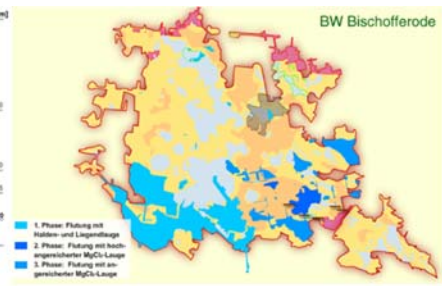 BW Bischofferode
1. Phase: Flutung mit
Halden- und Liegendlauge
2. Phase: Flutung mit hoch-
angereicherter MgCl₂-Lauge
3. Phase: Flutung mit an-
gereicherter MgCl₂-Lauge